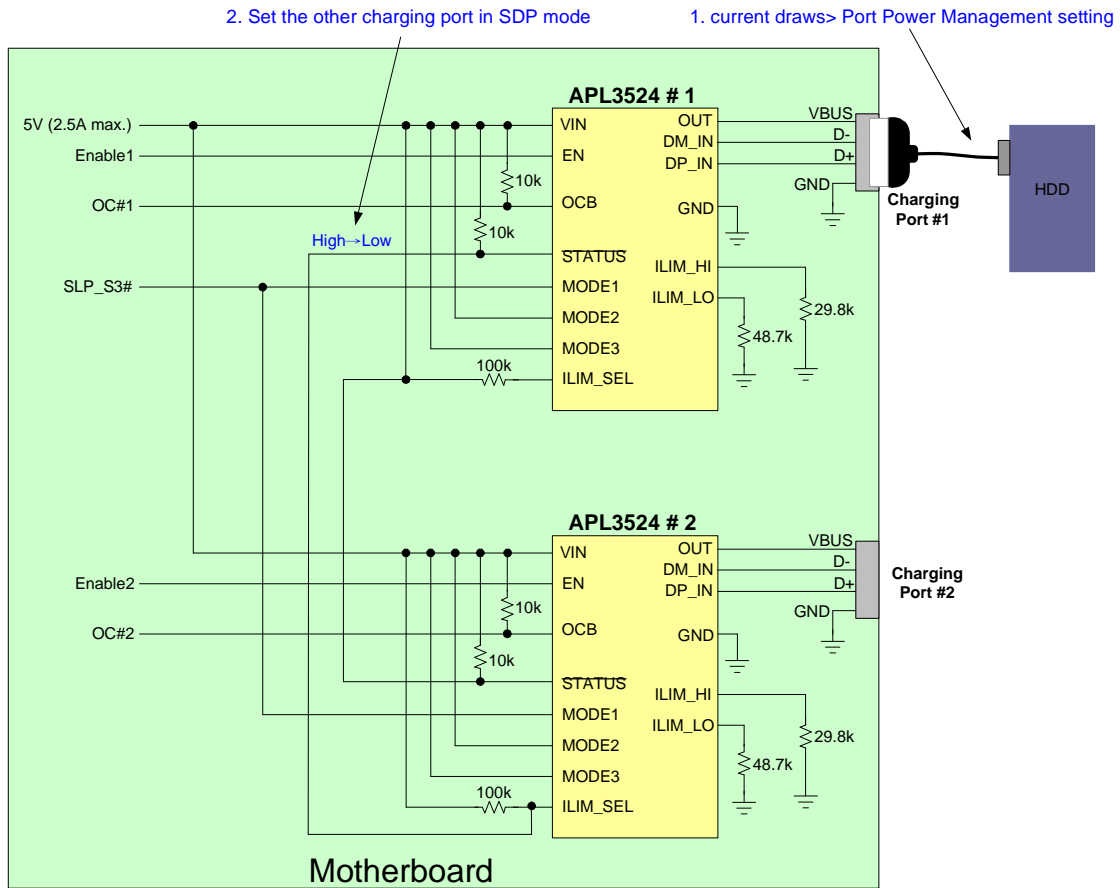 2. Set the other charging port in SDP mode
1. current draws> Port Power Management setting
APL3524 # 1
5V (2.5A max.)
Enable1
OC#1
High→Low
SLP_S3#
10k
10k
100k
VIN
EN
OCB
STATUS
MODE1
MODE2
MODE3
ILIM_SEL
OUT
DM_IN
DP_IN
GND
ILIM_HI
ILIM_LO
29.8k
48.7k
VBUS
D-
D+
GND
Charging
Port #1
HDD
APL3524 # 2
Enable2
OC#2
10k
10k
100k
VIN
EN
OCB
STATUS
MODE1
MODE2
MODE3
ILIM_SEL
OUT
DM_IN
DP_IN
GND
ILIM_HI
ILIM_LO
29.8k
48.7k
VBUS
D-
D+
GND
Charging
Port #2
Motherboard